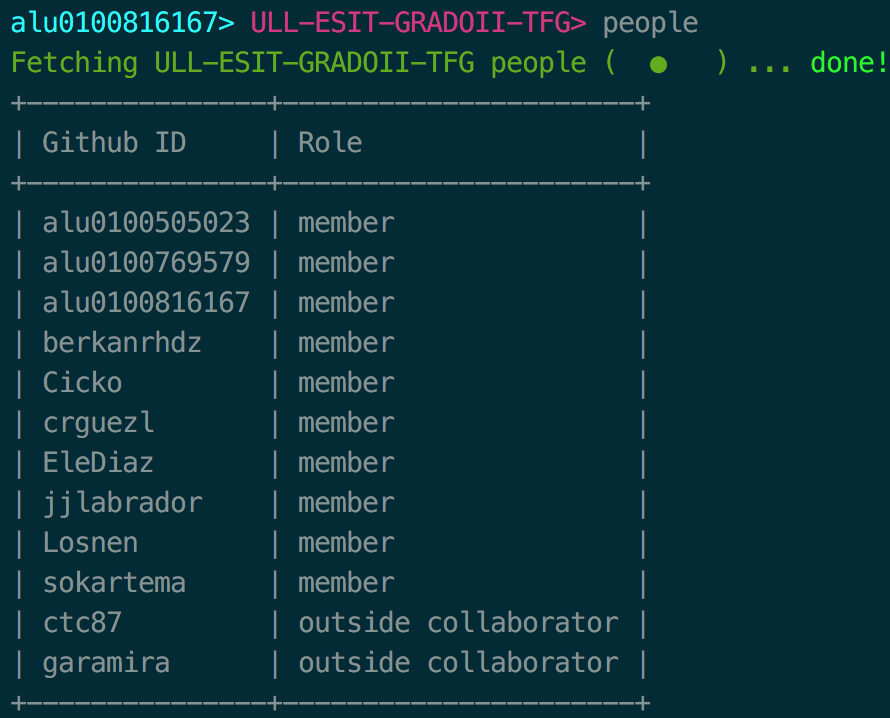 alu0100816167> ULL-ESIT-GRADOII-TFG> people
Fetching ULL-ESIT-GRADOII-TFG people (  ●   ) ... done!
+---------------+----------------------+
| Github ID     | Role                 |
+---------------+----------------------+
| alu0100505023 | member               |
| alu0100769579 | member               |
| alu0100816167 | member               |
| berkanrhdz    | member               |
| Cicko         | member               |
| crguezl       | member               |
| EleDiaz       | member               |
| jjlabrador    | member               |
| Losnen        | member               |
| sokartema     | member               |
| ctc87         | outside collaborator |
| garamira      | outside collaborator |
+---------------+----------------------+